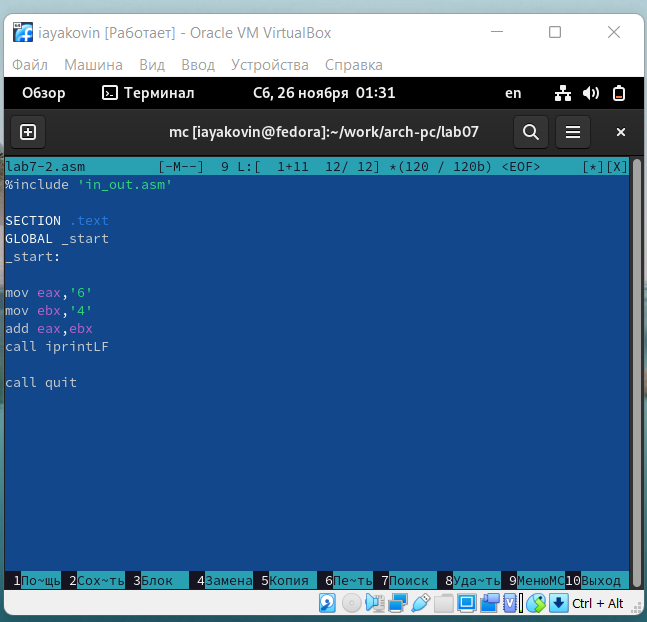 iayakovin [Работает] - Oracle VM VirtualBox
Файл Машина Вид Ввод Устройства Справка
Обзор Терминал Сб, 26 ноября 01:31 en
mc [iayakovin@fedora]:~/work/arch-pc/lab07
lab7-2.asm [-M--] 9 L:[ 1+11 12/ 12] *(120 / 120b) <EOF> [*][X]
%include 'in_out.asm'
SECTION .text
GLOBAL _start
_start:
mov eax,'6'
mov ebx,'4'
add eax,ebx
call iprintLF
call quit
1По~щь 2Сох~ть 3Блок 4Замена 5Копия 6Пе~ть 7Поиск 8Уда~ть 9МенюMC 10Выход
Ctrl + Alt